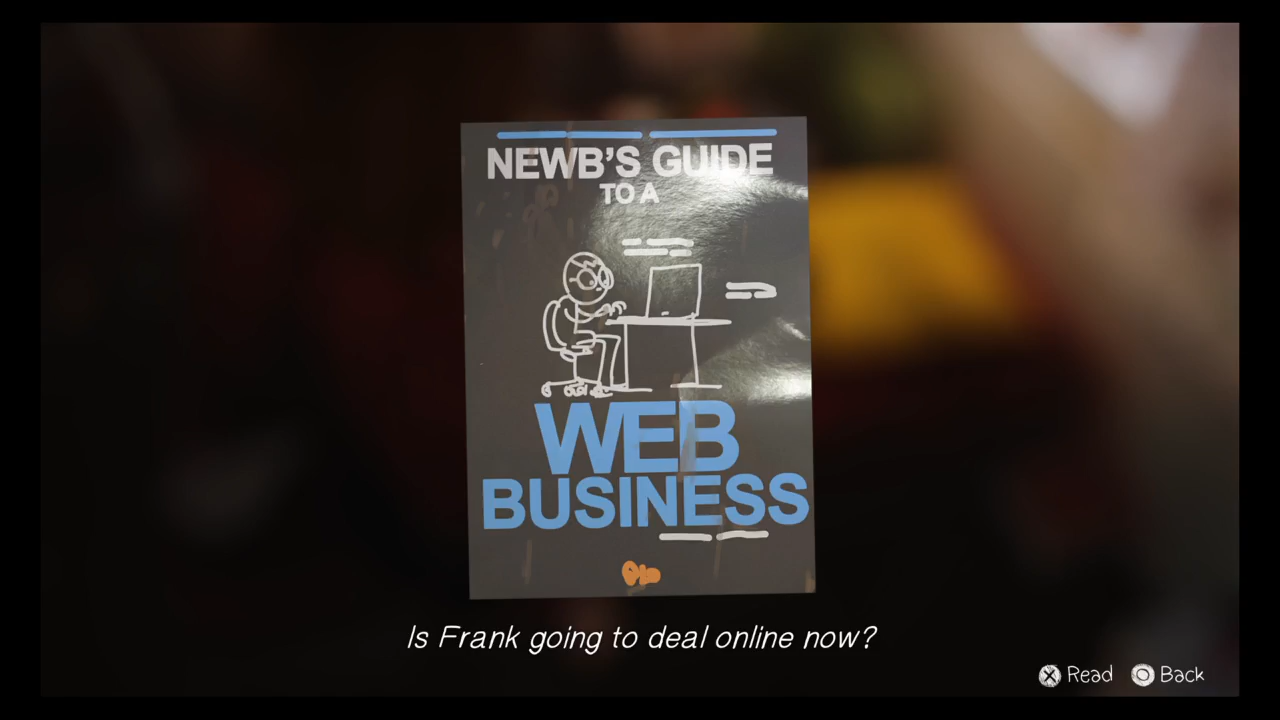 NEWB'S GUIDE
TO A
WEB
BUSINESS
Is Frank going to deal online now?
Read Back